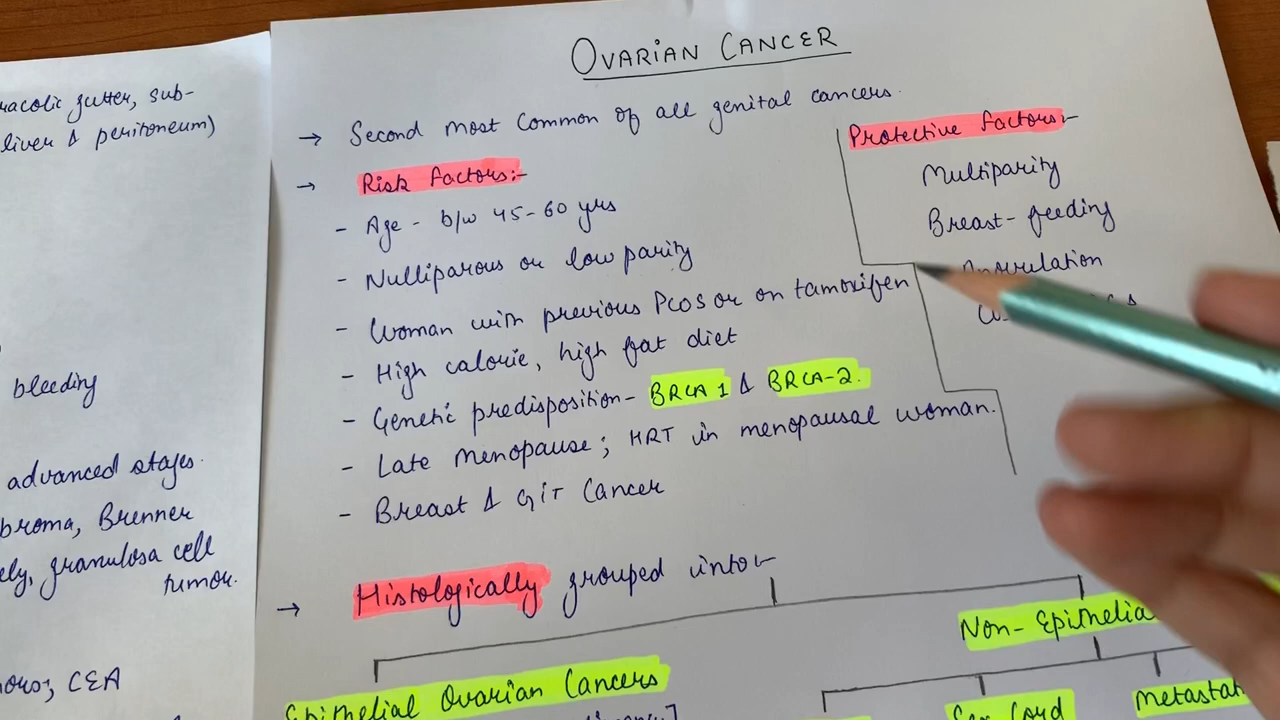 OVARIAN CANCER
→ Second most common of all genital cancers.
→ Risk factors:-
- Age - b/w 45-60 yrs
- Nulliparous or low parity
- Woman with previous PCOS or on tamoxifen
- High calorie, high fat diet
- Genetic predisposition- BRCA 1 & BRCA-2.
- Late menopause; HRT in menopausal woman.
- Breast & GIT Cancer
Protective factors:-
Multiparity
Breast-feeding
Anovulation
→ Histologically grouped into-
Epithelial Ovarian Cancers
Non-Epithelia
Sex Cord
Metastat
gutter, sub-
liver & peritoneum)
bleeding
advanced stages.
Brenner
granulosa cell
tumor.
CEA